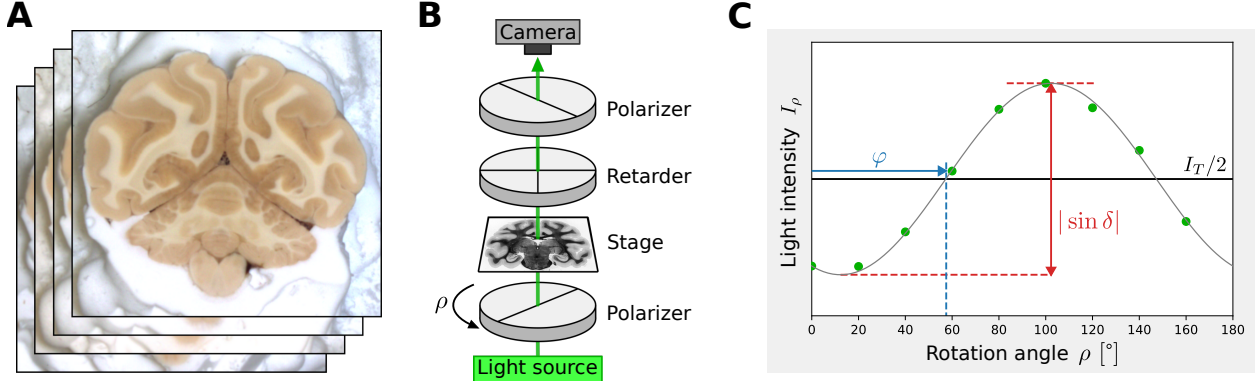 A
B
Camera
Polarizer
Retarder
Stage
ρ
Polarizer
Light source
C
Light intensity I_ρ
φ
I_T/2
| sin δ|
0 20 40 60 80 100 120 140 160 180
Rotation angle ρ [°]